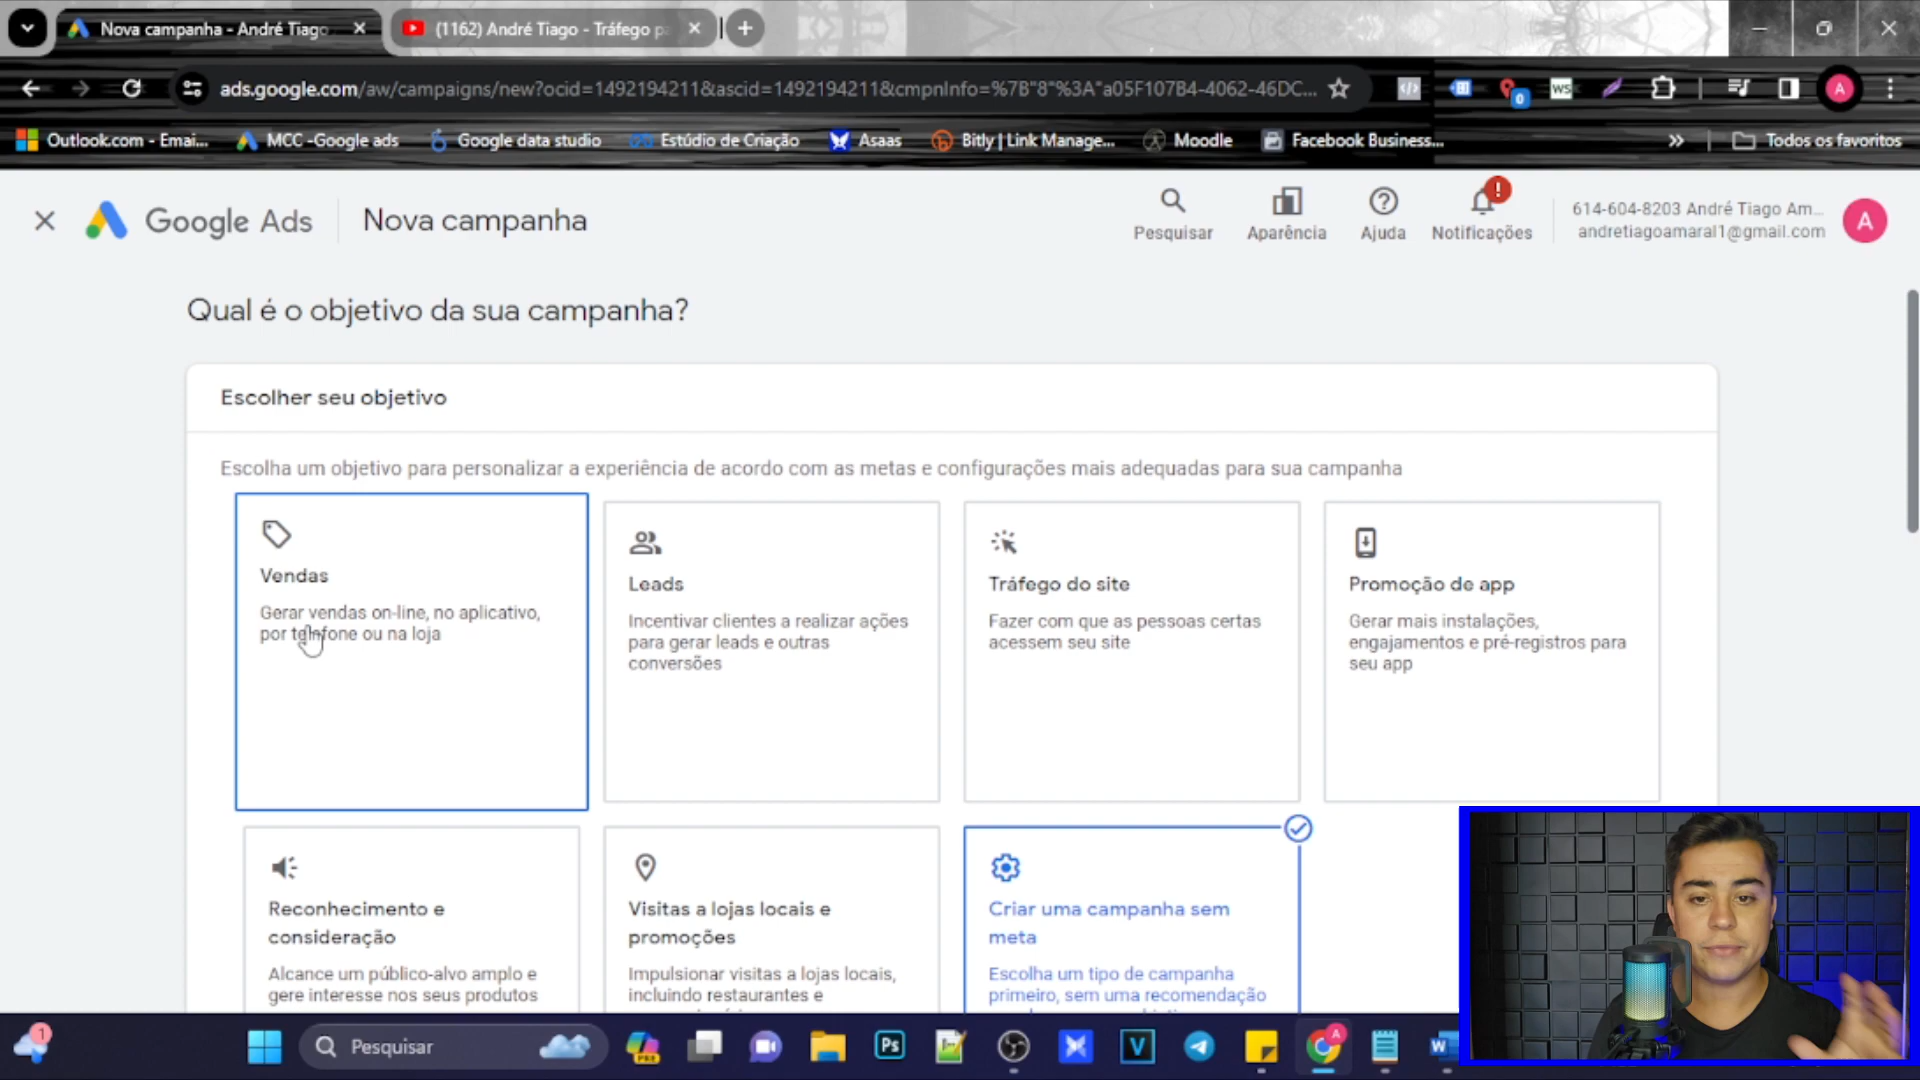 Nova campanha - André Tiago
(1162) André Tiago - Tráfego pa
ads.google.com/aw/campaigns/new?ocid=1492194211&ascid=1492194211&cmpnInfo=%7B"8"%3A"a05F107B4-4062-46DC...
0
WS
A
Outlook.com - Emai...
MCC -Google ads
Google data studio
Estúdio de Criação
Asaas
Bitly | Link Manage...
Moodle
Facebook Business...
»
Todos os favoritos
Google Ads
Nova campanha
Pesquisar
Aparência
Ajuda
!
Notificações
614-604-8203 André Tiago Am...
andretiagoamaral1@gmail.com
A
Qual é o objetivo da sua campanha?
Escolher seu objetivo
Escolha um objetivo para personalizar a experiência de acordo com as metas e configurações mais adequadas para sua campanha
Vendas
Gerar vendas on-line, no aplicativo,
por telefone ou na loja
Leads
Incentivar clientes a realizar ações
para gerar leads e outras
conversões
Tráfego do site
Fazer com que as pessoas certas
acessem seu site
Promoção de app
Gerar mais instalações,
engajamentos e pré-registros para
seu app
Reconhecimento e
consideração
Alcance um público-alvo amplo e
gere interesse nos seus produtos
Visitas a lojas locais e
promoções
Impulsionar visitas a lojas locais,
incluindo restaurantes e
Criar uma campanha sem
meta
Escolha um tipo de campanha
primeiro, sem uma recomendação
1
Pesquisar
PRE
Ps
V
A
W